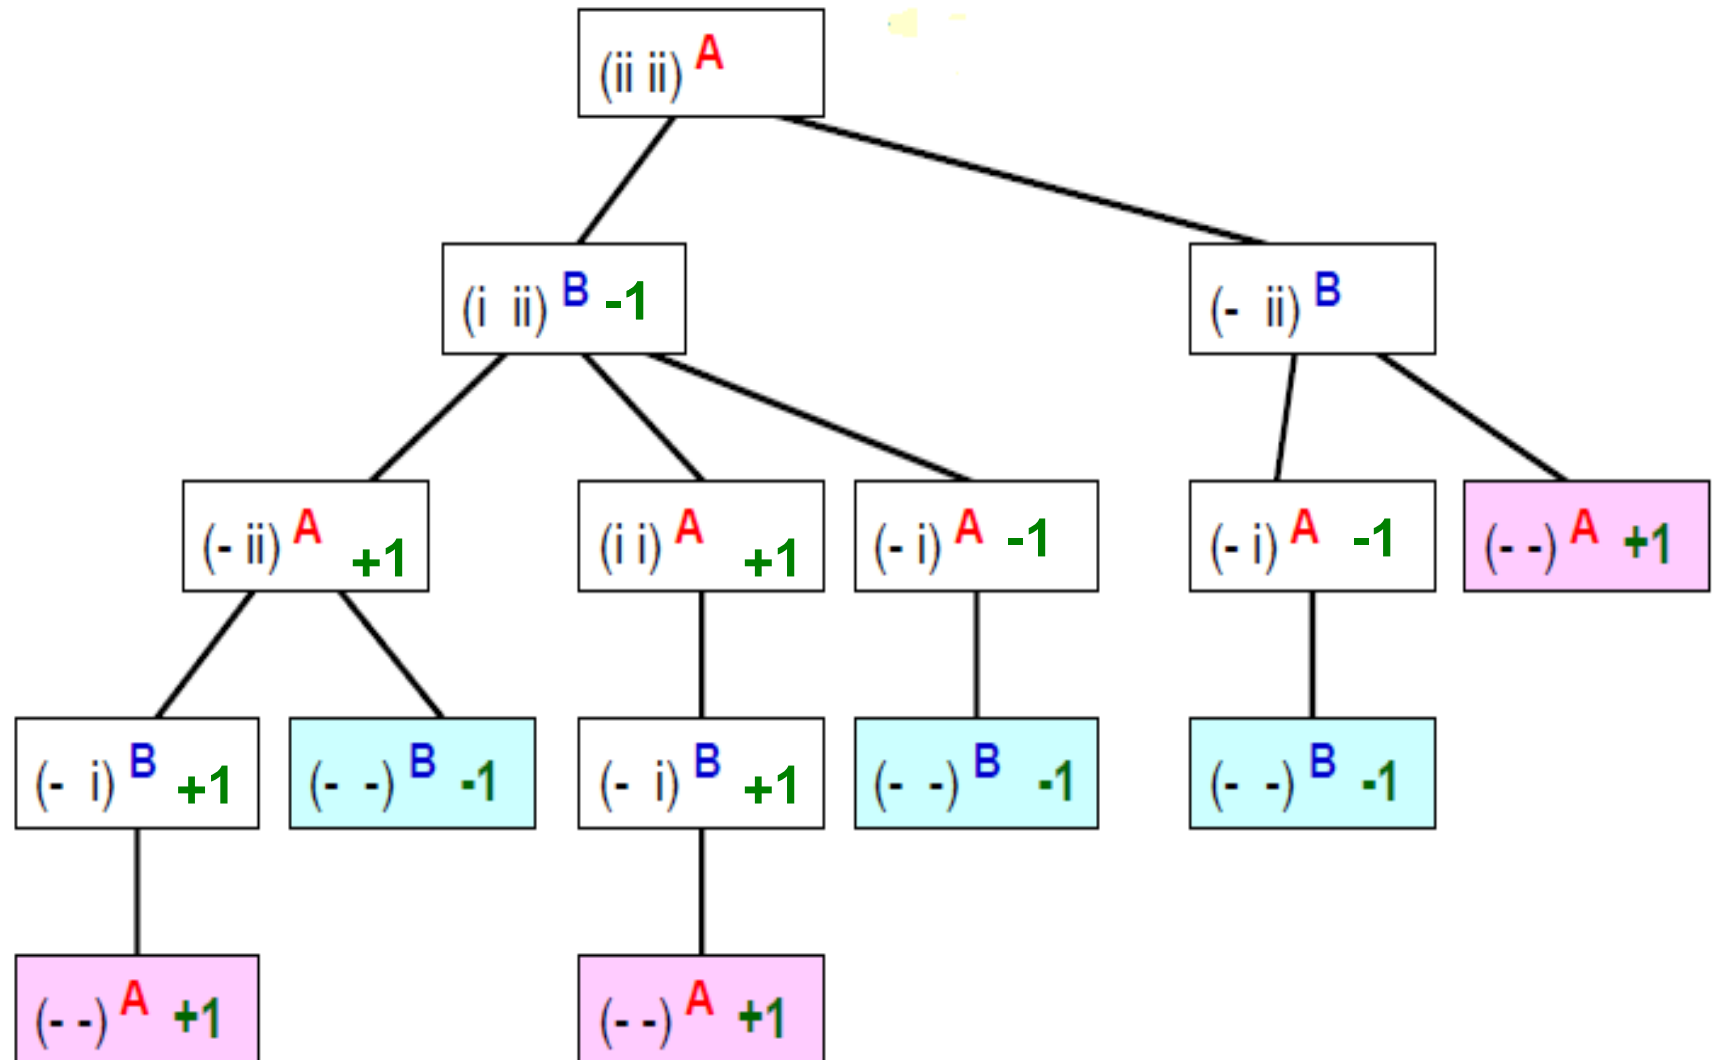 (ii ii) A
(i ii) B -1
(- ii) B
(- ii) A +1
(i i) A +1
(- i) A -1
(- i) A -1
(- -) A +1
(- i) B +1
(- -) B -1
(- i) B +1
(- -) B -1
(- -) B -1
(- -) A +1
(- -) A +1